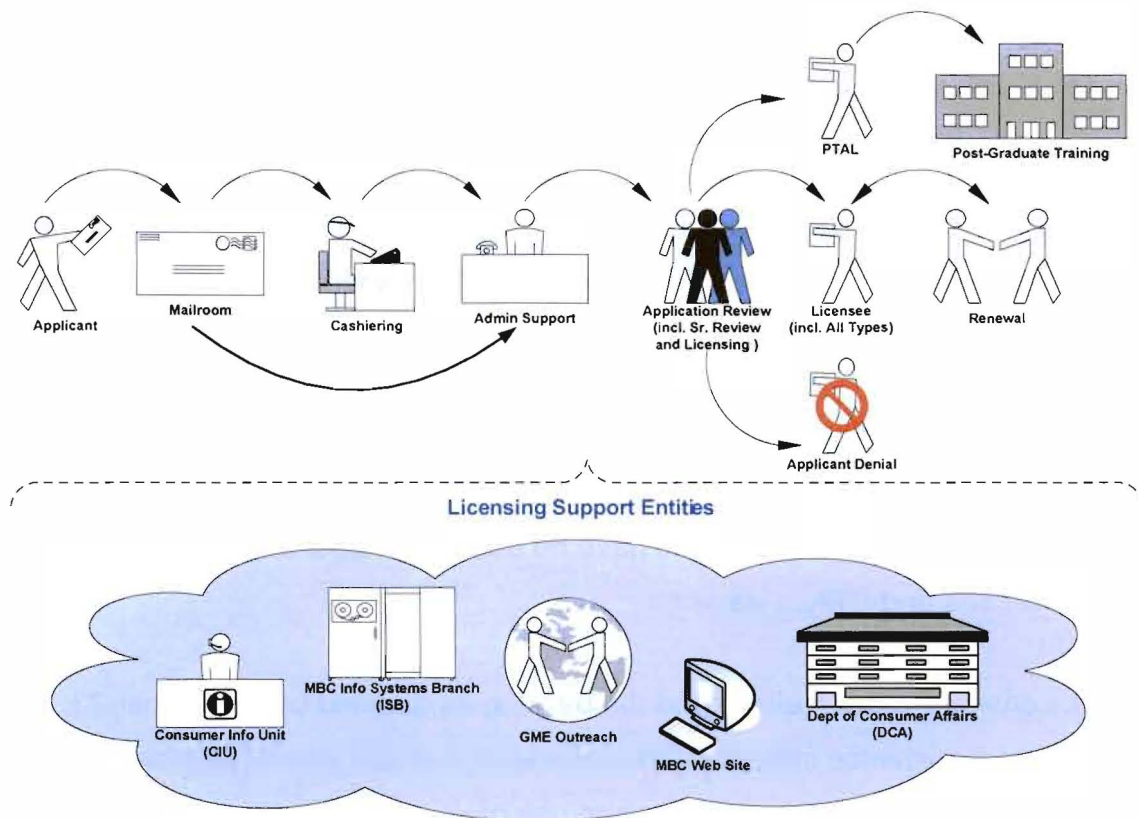 PTAL
Post-Graduate Training
Applicant
Mailroom
Cashiering
Admin Support
Application Review
(incl. Sr. Review
and Licensing )
Licensee
(incl. All Types)
Renewal
Applicant Denial
Licensing Support Entities
Consumer Info Unit
(CIU)
MBC Info Systems Branch
(ISB)
GME Outreach
MBC Web Site
Dept of Consumer Affairs
(DCA)